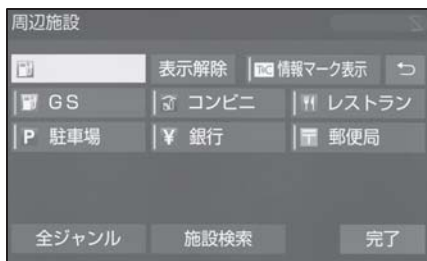 周辺施設
表示解除 TMC 情報マーク表示
GS コンビニ レストラン
P 駐車場 ¥ 銀行 〒 郵便局
全ジャンル 施設検索 完了